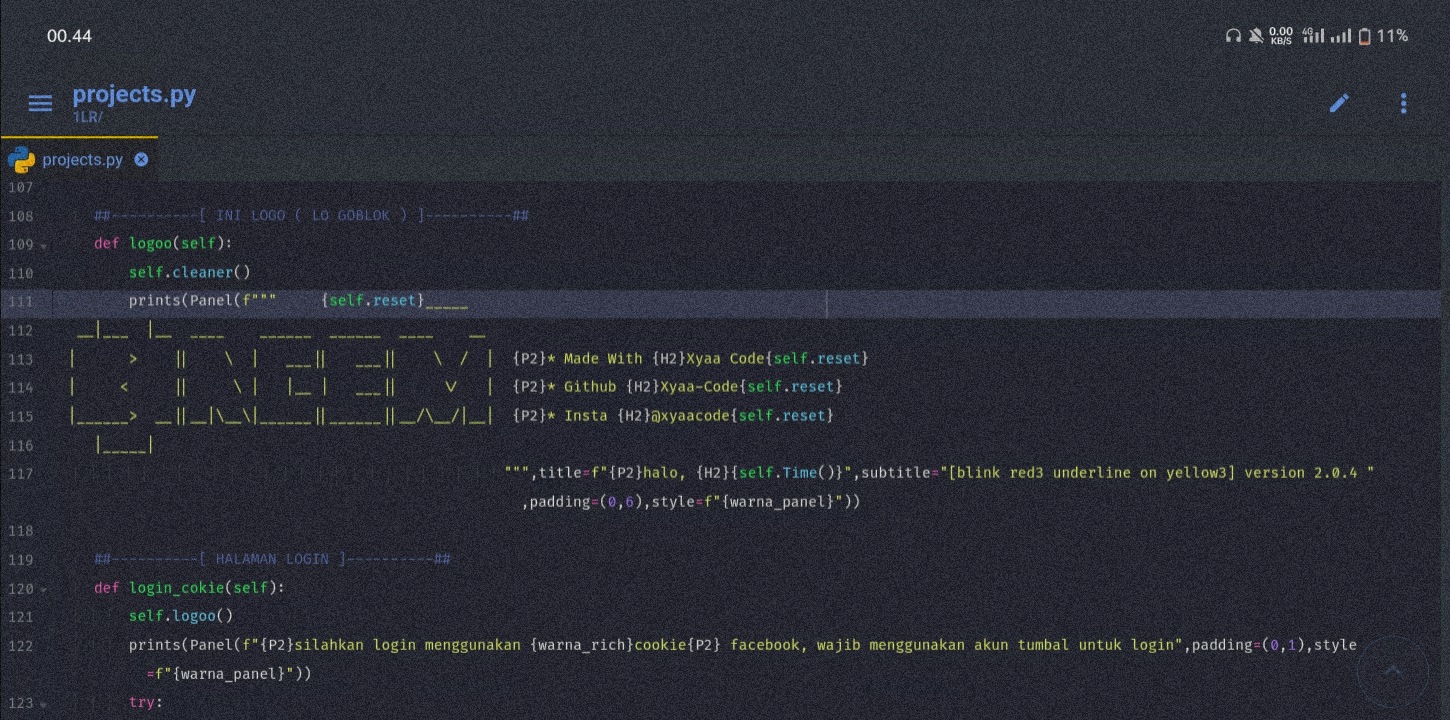 00.44
0.00 KB/S 4G 11%
projects.py
1LR/
projects.py
107
108 ##----------[ INI LOGO ( LO GOBLOK ) ]----------##
109 def logoo(self):
110 self.cleaner()
111 prints(Panel(f"""     {self.reset}_____
112  __|___  |__  ____    ______  ______  ____    __
113 |      >    ||    \  |   ___||   ___||    \ /  |  {P2}* Made With {H2}Xyaa Code{self.reset}
114 |     <     ||     \ |   |__ |   ___||     V   |  {P2}* Github {H2}Xyaa-Code{self.reset}
115 |______>  __||__|\__\|______||______||__/\__/|__|  {P2}* Insta {H2}@xyaacode{self.reset}
116    |_____|
117 """,title=f"{P2}halo, {H2}{self.Time()}",subtitle="[blink red3 underline on yellow3] version 2.0.4 "
,padding=(0,6),style=f"{warna_panel}"))
118
119 ##----------[ HALAMAN LOGIN ]----------##
120 def login_cokie(self):
121 self.logoo()
122 prints(Panel(f"{P2}silahkan login menggunakan {warna_rich}cookie{P2} facebook, wajib menggunakan akun tumbal untuk login",padding=(0,1),style
=f"{warna_panel}"))
123 try: